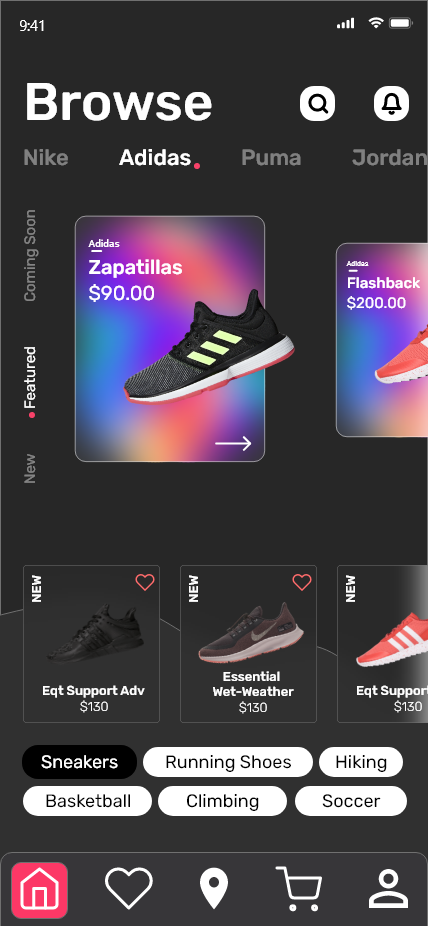 9:41
Browse
Nike Adidas Puma Jordan
Coming Soon
Featured
New
Adidas
Zapatillas
$90.00
Adidas
Flashback
$200.00
NEW
Eqt Support Adv
$130
NEW
Essential
Wet-Weather
$130
NEW
Eqt Support
$130
Sneakers Running Shoes Hiking
Basketball Climbing Soccer